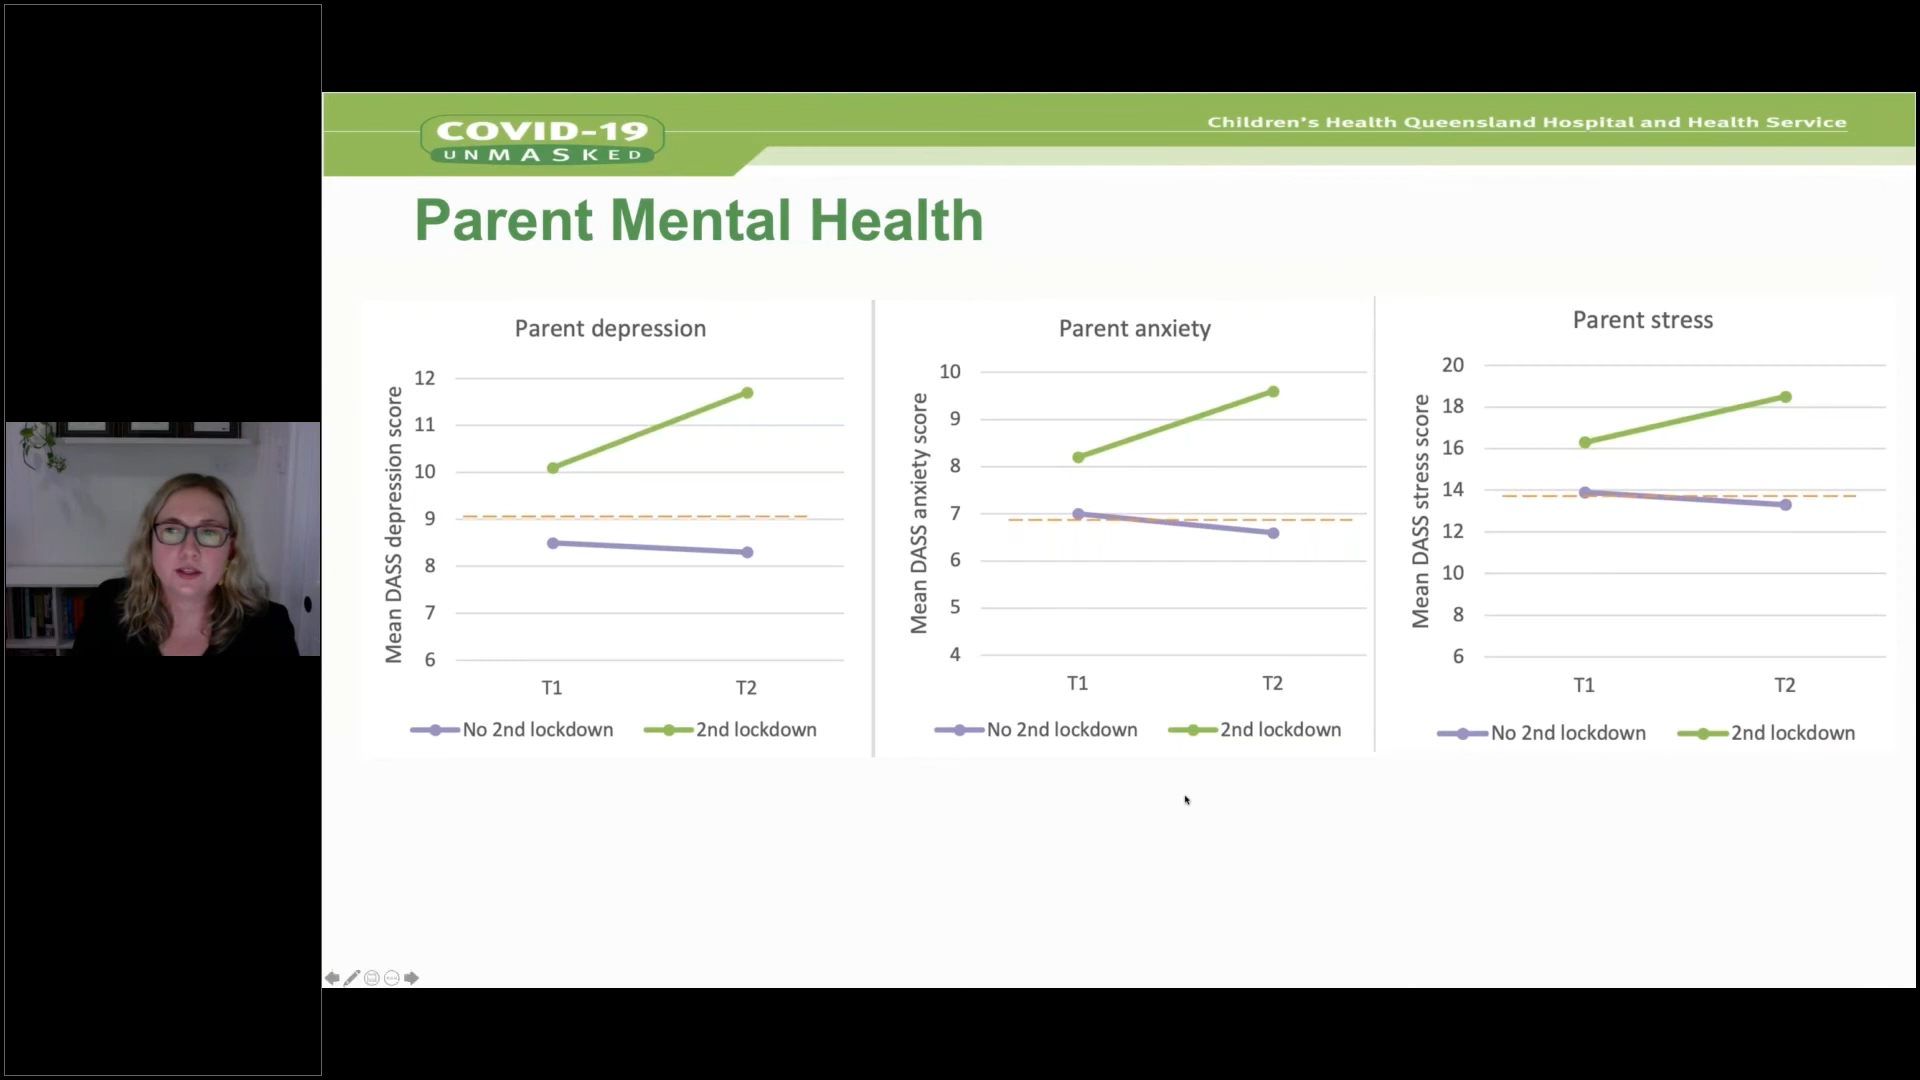 COVID-19
UNMASKED
Children's Health Queensland Hospital and Health Service
Parent Mental Health
Parent depression
Mean DASS depression score
12
11
10
9
8
7
6
T1 T2
No 2nd lockdown 2nd lockdown
Parent anxiety
Mean DASS anxiety score
10
9
8
7
6
5
4
T1 T2
No 2nd lockdown 2nd lockdown
Parent stress
Mean DASS stress score
20
18
16
14
12
10
8
6
T1 T2
No 2nd lockdown 2nd lockdown